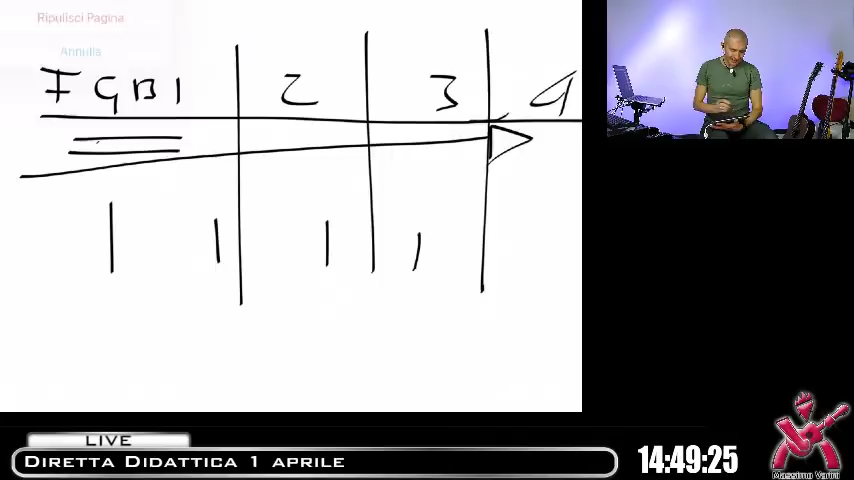 Ripulisci Pagina
Annulla
FGB1 2 3 4
LIVE
DIRETTA DIDATTICA 1 APRILE
14:49:25
Massimo Varini